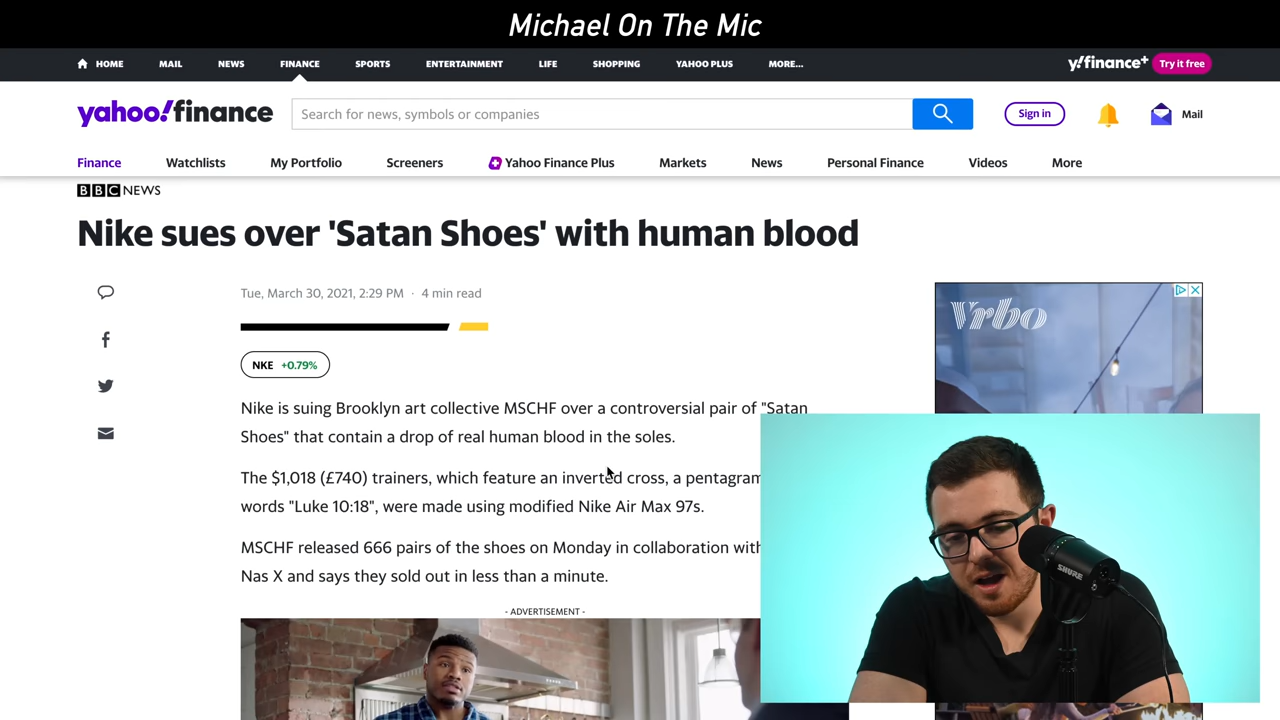 Michael On The Mic
HOME MAIL NEWS FINANCE SPORTS ENTERTAINMENT LIFE SHOPPING YAHOO PLUS MORE... y!finance+ Try it free
yahoo!finance Search for news, symbols or companies Sign in Mail
Finance Watchlists My Portfolio Screeners Yahoo Finance Plus Markets News Personal Finance Videos More
BBC NEWS
Nike sues over 'Satan Shoes' with human blood
Tue, March 30, 2021, 2:29 PM · 4 min read
Vrbo
NKE +0.79%
Nike is suing Brooklyn art collective MSCHF over a controversial pair of "Satan
Shoes" that contain a drop of real human blood in the soles.
The $1,018 (£740) trainers, which feature an inverted cross, a pentagram
words "Luke 10:18", were made using modified Nike Air Max 97s.
MSCHF released 666 pairs of the shoes on Monday in collaboration with
Nas X and says they sold out in less than a minute.
- ADVERTISEMENT -
SHURE